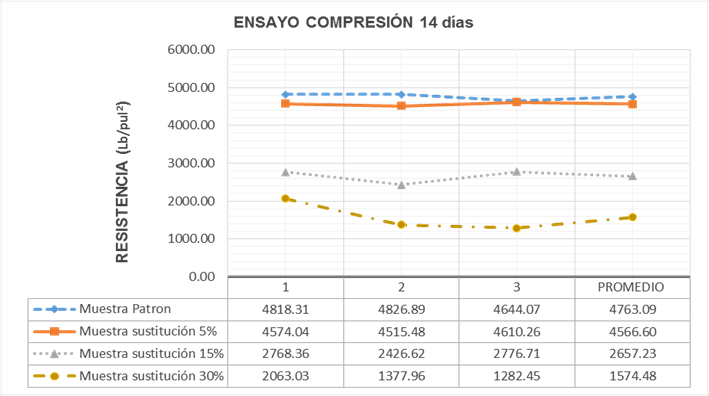 ENSAYO COMPRESIÓN 14 días
RESISTENCIA (Lb/pul²)
6000.00
5000.00
4000.00
3000.00
2000.00
1000.00
0.00
1 2 3 PROMEDIO
Muestra Patron 4818.31 4826.89 4644.07 4763.09
Muestra sustitución 5% 4574.04 4515.48 4610.26 4566.60
Muestra sustitución 15% 2768.36 2426.62 2776.71 2657.23
Muestra sustitución 30% 2063.03 1377.96 1282.45 1574.48